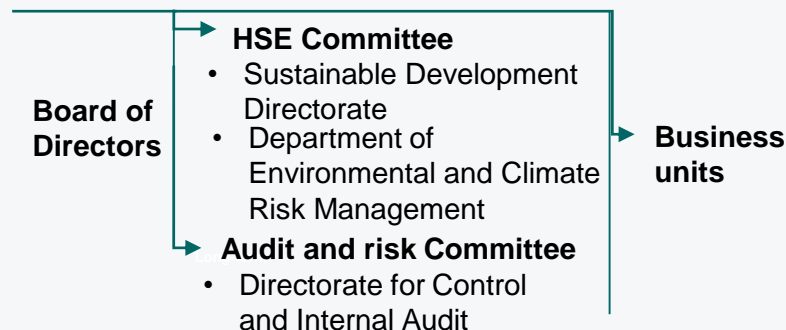 Board of
Directors
HSE Committee
• Sustainable Development
Directorate
• Department of
Environmental and Climate
Risk Management
Audit and risk Committee
• Directorate for Control
and Internal Audit
Business
units